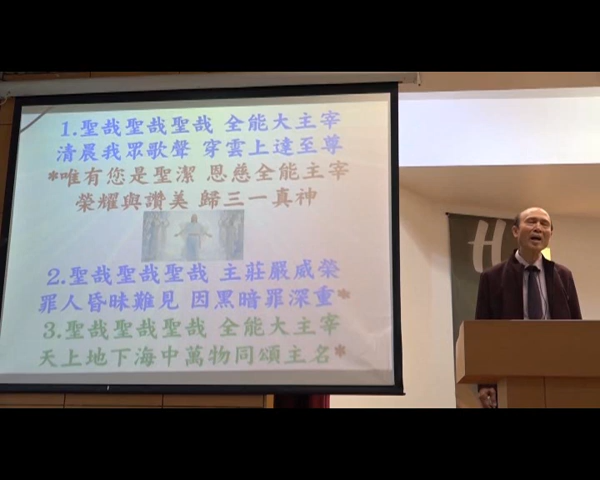 1.聖哉聖哉聖哉 全能大主宰
清晨我眾歌聲 穿雲上達至尊
*唯有您是聖潔 恩慈全能主宰
榮耀與讚美 歸三一真神
2.聖哉聖哉聖哉 主莊嚴威榮
罪人昏昧難見 因黑暗罪深重*
3.聖哉聖哉聖哉 全能大主宰
天上地下海中萬物同頌主名*
H